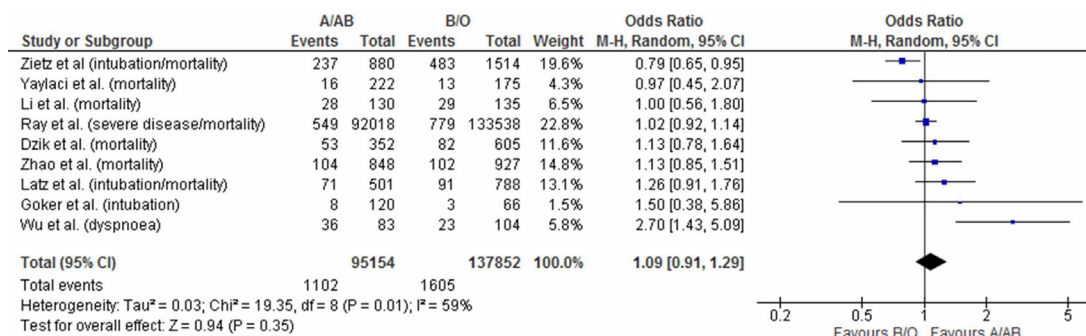 A/AB B/O Odds Ratio Odds Ratio
Study or Subgroup Events Total Events Total Weight M-H, Random, 95% CI M-H, Random, 95% CI
Zietz et al (intubation/mortality) 237 880 483 1514 19.6% 0.79 [0.65, 0.95]
Yaylaci et al. (mortality) 16 222 13 175 4.3% 0.97 [0.45, 2.07]
Li et al. (mortality) 28 130 29 135 6.5% 1.00 [0.56, 1.80]
Ray et al. (severe disease/mortality) 549 92018 779 133538 22.8% 1.02 [0.92, 1.14]
Dzik et al. (mortality) 53 352 82 605 11.6% 1.13 [0.78, 1.64]
Zhao et al. (mortality) 104 848 102 927 14.8% 1.13 [0.85, 1.51]
Latz et al. (intubation/mortality) 71 501 91 788 13.1% 1.26 [0.91, 1.76]
Goker et al. (intubation) 8 120 3 66 1.5% 1.50 [0.38, 5.86]
Wu et al. (dyspnoea) 36 83 23 104 5.8% 2.70 [1.43, 5.09]
Total (95% CI) 95154 137852 100.0% 1.09 [0.91, 1.29]
Total events 1102 1605
Heterogeneity: Tau² = 0.03; Chi² = 19.35, df = 8 (P = 0.01); I² = 59%
Test for overall effect: Z = 0.94 (P = 0.35)
0.2 0.5 1 2 5
Favours B/O Favours A/AB